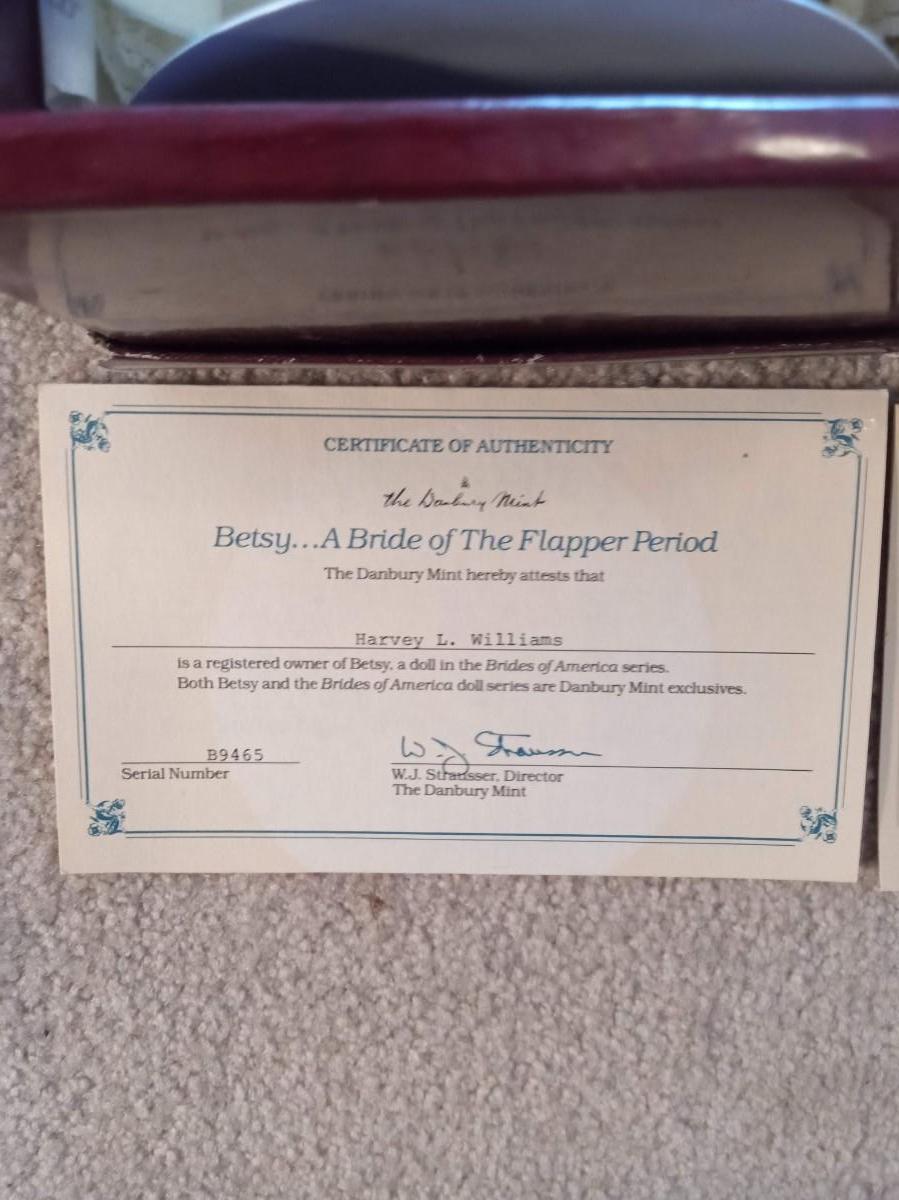 CERTIFICATE OF AUTHENTICITY
the Danbury Mint
Betsy...A Bride of The Flapper Period
The Danbury Mint hereby attests that
Harvey L. Williams
is a registered owner of Betsy, a doll in the Brides of America series.
Both Betsy and the Brides of America doll series are Danbury Mint exclusives.
B9465
Serial Number
W.J. Strausser
W.J. Strausser, Director
The Danbury Mint